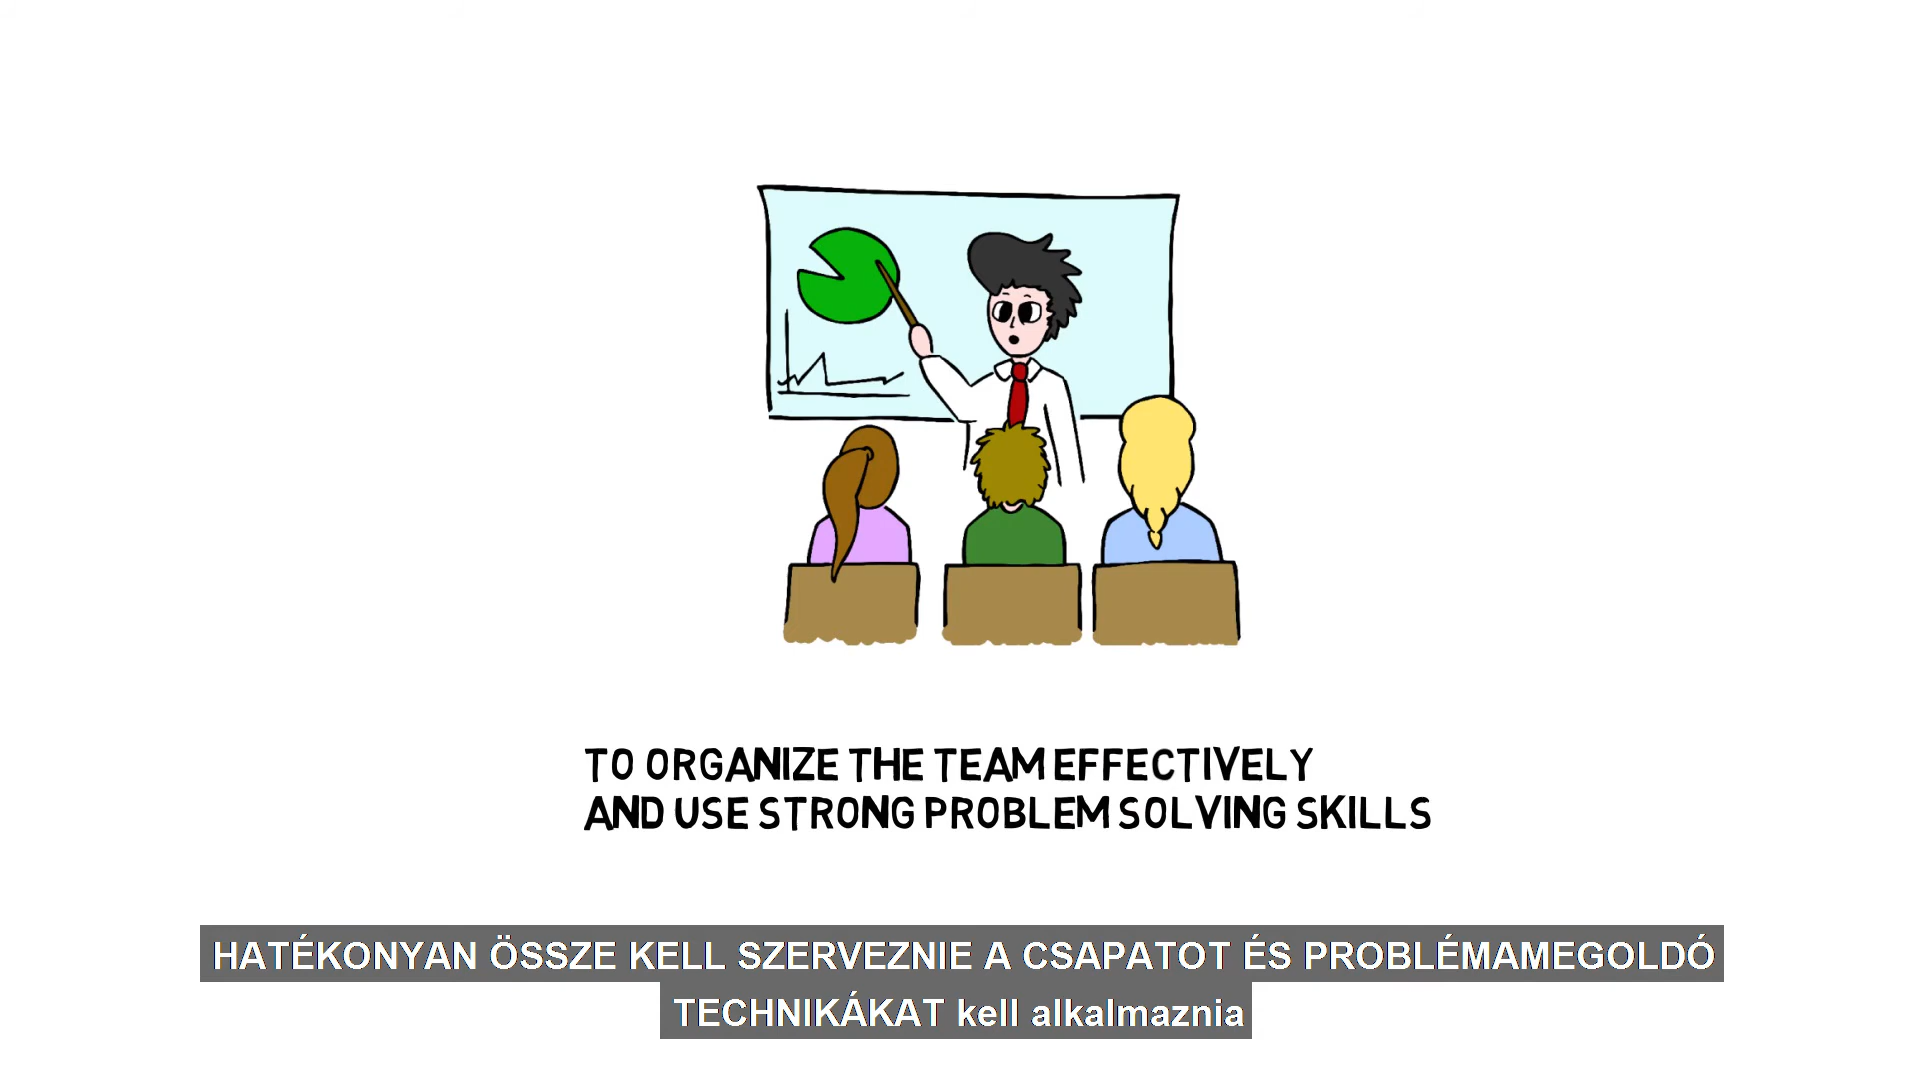 TO ORGANIZE THE TEAM EFFECTIVELY
AND USE STRONG PROBLEM SOLVING SKILLS
HATÉKONYAN ÖSSZE KELL SZERVEZNIE A CSAPATOT ÉS PROBLÉMAMEGOLDÓ
TECHNIKÁKAT kell alkalmaznia